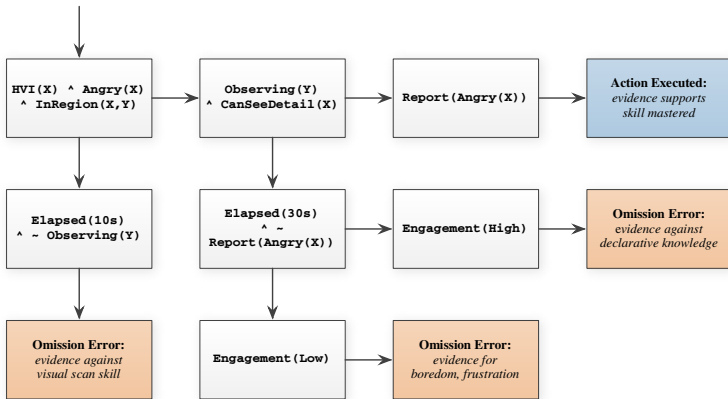 HVI(X) ^ Angry(X)
^ InRegion(X,Y)
Observing(Y)
^ CanSeeDetail(X)
Report(Angry(X))
Action Executed:
evidence supports
skill mastered
Elapsed(10s)
^ ~ Observing(Y)
Elapsed(30s)
^ ~
Report(Angry(X))
Engagement(High)
Omission Error:
evidence against
declarative knowledge
Omission Error:
evidence against
visual scan skill
Engagement(Low)
Omission Error:
evidence for
boredom, frustration